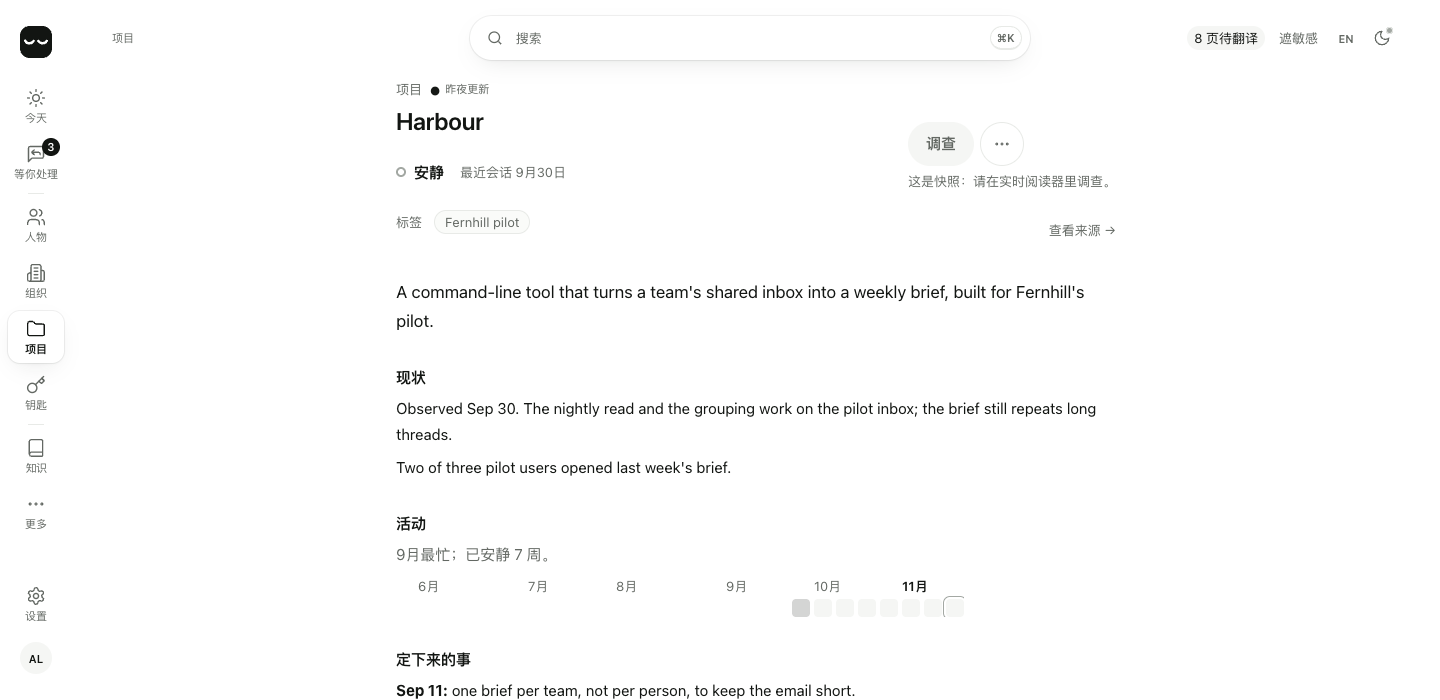 项目
搜索
⌘K
8 页待翻译
遮敏感
EN
今天
3
等你处理
人物
组织
项目
钥匙
知识
更多
设置
AL
项目 ● 昨夜更新
Harbour
安静 最近会话 9月30日
调查
这是快照：请在实时阅读器里调查。
标签 Fernhill pilot
查看来源 →
A command-line tool that turns a team's shared inbox into a weekly brief, built for Fernhill's
pilot.
现状
Observed Sep 30. The nightly read and the grouping work on the pilot inbox; the brief still repeats long
threads.
Two of three pilot users opened last week's brief.
活动
9月最忙；已安静 7 周。
6月 7月 8月 9月 10月 11月
定下来的事
Sep 11: one brief per team, not per person, to keep the email short.